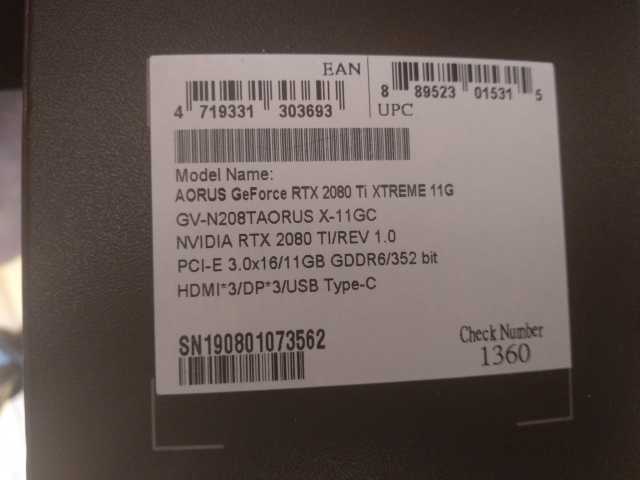 EAN
4 719331 303693
8 89523 01531 5
UPC
Model Name:
AORUS GeForce RTX 2080 Ti XTREME 11G
GV-N208TAORUS X-11GC
NVIDIA RTX 2080 TI/REV 1.0
PCI-E 3.0x16/11GB GDDR6/352 bit
HDMI*3/DP*3/USB Type-C
SN190801073562
Check Number
1360